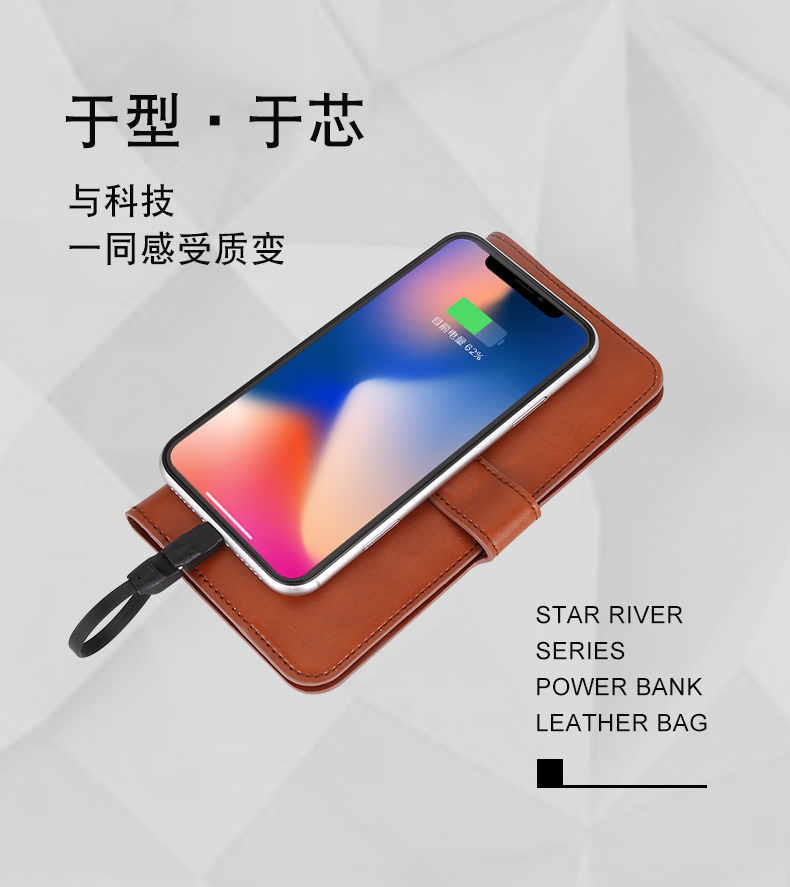 于型·于芯
与科技
一同感受质变
目前电量 62%
STAR RIVER
SERIES
POWER BANK
LEATHER BAG